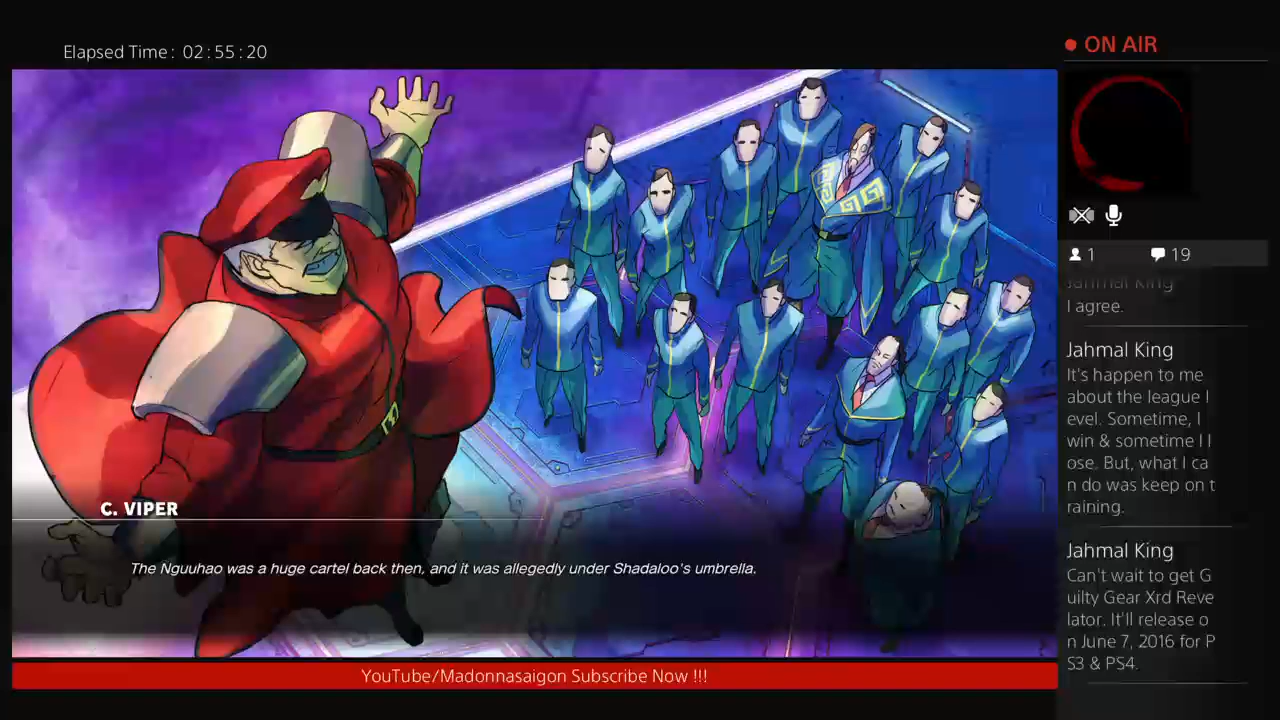 Elapsed Time: 02:55:20
ON AIR
1
19
Jahmal King
I agree.
Jahmal King
It's happen to me
about the league l
evel. Sometime, I
win & sometime I l
ose. But, what I ca
n do was keep on t
raining.
Jahmal King
Can't wait to get G
uilty Gear Xrd Reve
lator. It'll release o
n June 7, 2016 for P
S3 & PS4.
C. VIPER
The Nguuhao was a huge cartel back then, and it was allegedly under Shadaloo's umbrella.
YouTube/Madonnasaigon Subscribe Now !!!